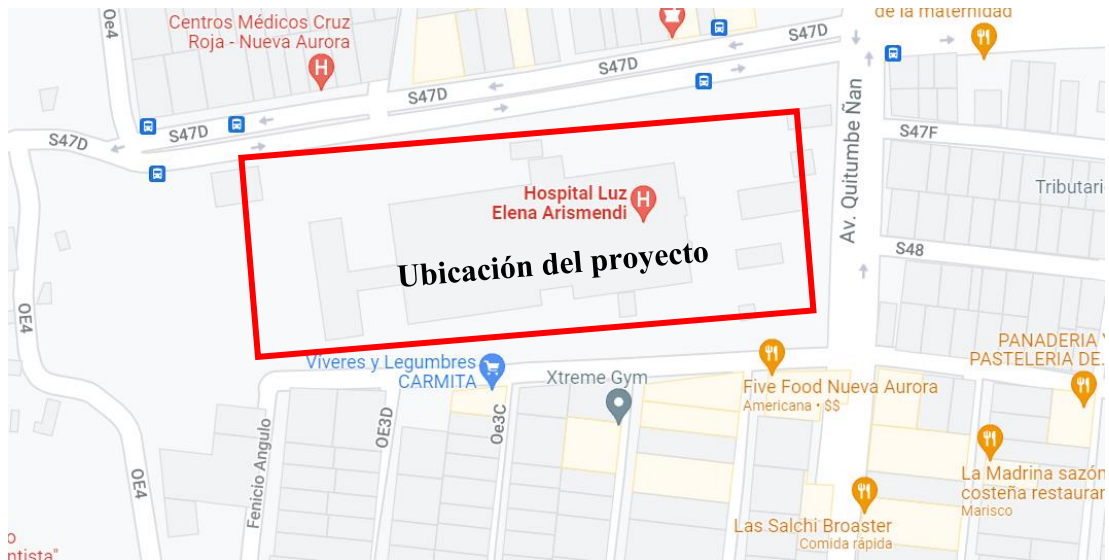 Oe4
Centros Médicos Cruz
Roja - Nueva Aurora
de la maternidad
S47D
S47D
S47D
S47D
S47D
Av. Quitumbe Ñan
S47F
Tributari
Hospital Luz
Elena Arismendi
Ubicación del proyecto
S48
OE4
PANADERIA Y
PASTELERIA DE.
Viveres y Legumbres
CARMITA
Xtreme Gym
Five Food Nueva Aurora
Americana • $$
OE3D
Oe3C
Fenicio Angulo
OE4
La Madrina sazón
costeña restaurar
Marisco
Las Salchi Broaster
Comida rápida
o
ntista"